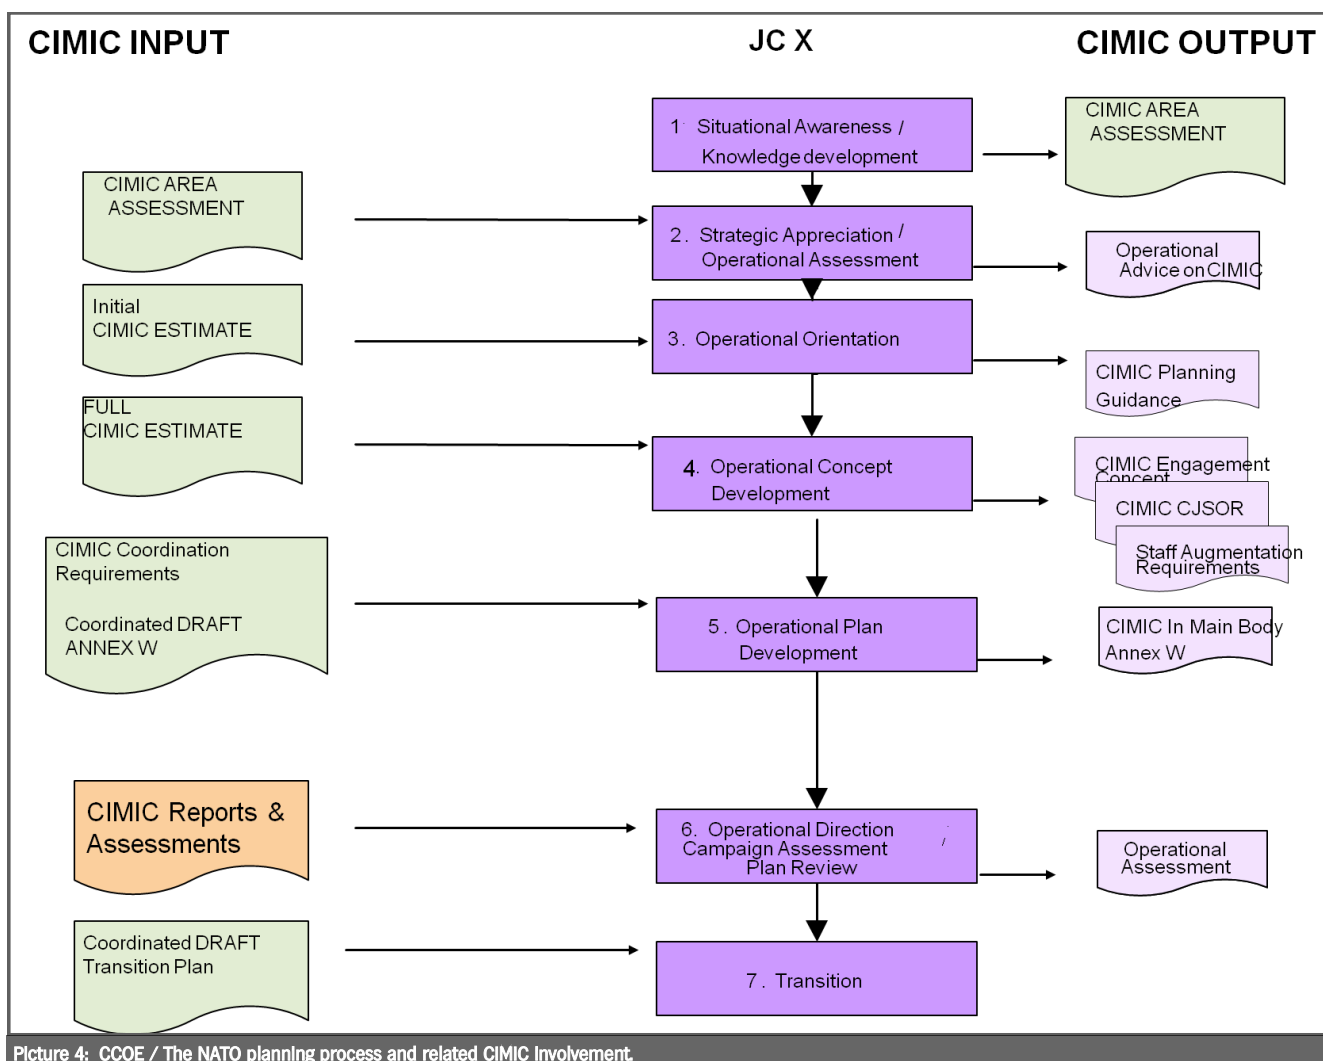 CIMIC INPUT
JC X
CIMIC OUTPUT
1 Situational Awareness /
Knowledge development
CIMIC AREA
ASSESSMENT
CIMIC AREA
ASSESSMENT
2. Strategic Appreciation /
Operational Assessment
Operational
Advice on CIMIC
Initial
CIMIC ESTIMATE
3. Operational Orientation
CIMIC Planning
Guidance
FULL
CIMIC ESTIMATE
4. Operational Concept
Development
CIMIC Engagement
Concept
CIMIC CJSOR
Staff Augmentation
Requirements
CIMIC Coordination
Requirements
Coordinated DRAFT
ANNEX W
5. Operational Plan
Development
CIMIC In Main Body
Annex W
CIMIC Reports &
Assessments
6. Operational Direction /
Campaign Assessment
Plan Review
Operational
Assessment
Coordinated DRAFT
Transition Plan
7. Transition
Picture 4: CCOE / The NATO planning process and related CIMIC Involvement.